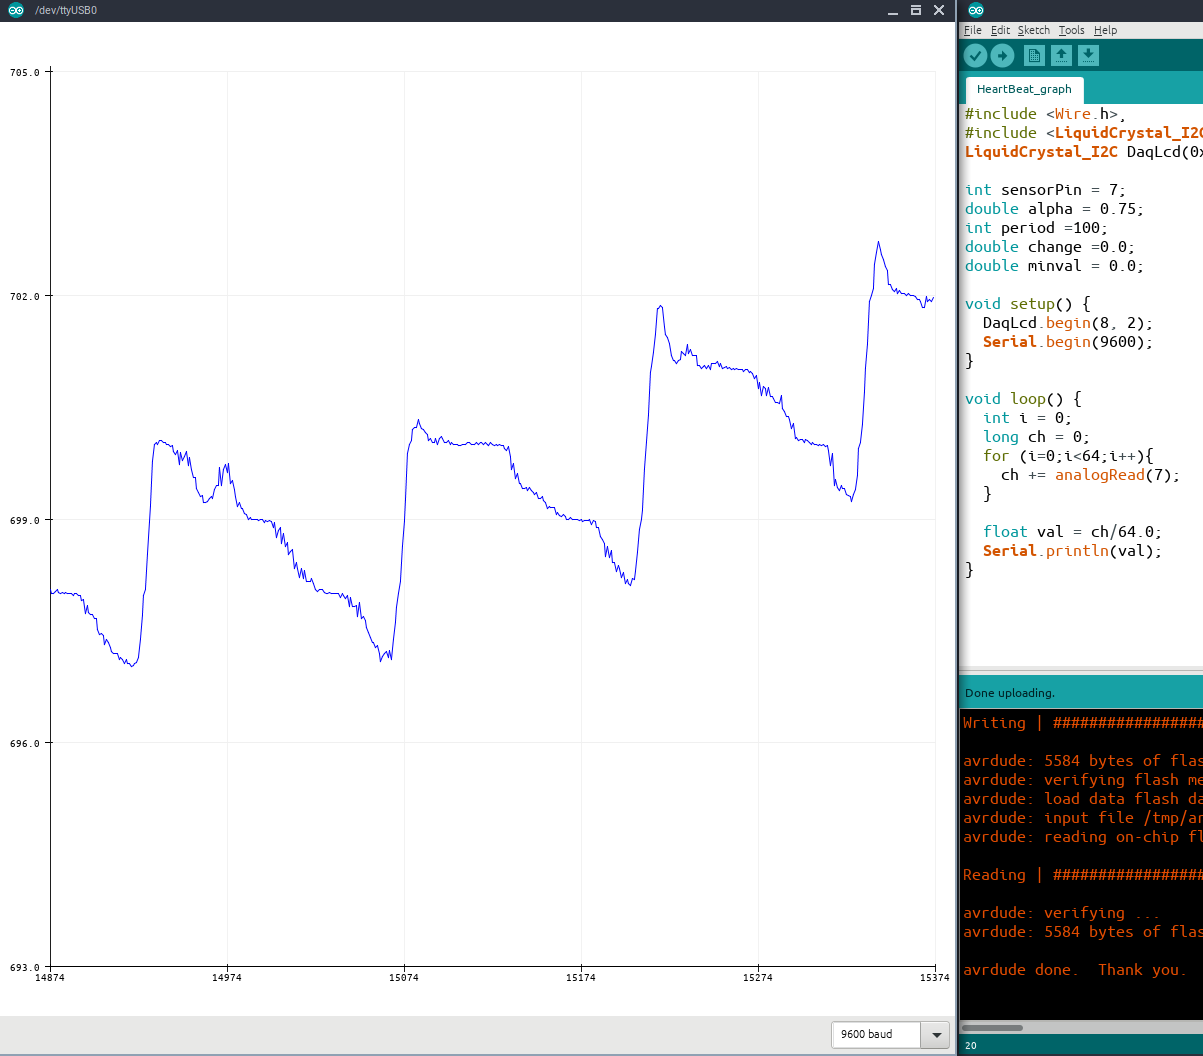 /dev/ttyUSB0
705.0
702.0
699.0
696.0
693.0
14874
14974
15074
15174
15274
15374
9600 baud
File Edit Sketch Tools Help
HeartBeat_graph
#include <Wire.h>,
#include <LiquidCrystal_I2C
LiquidCrystal_I2C DaqLcd(0x
int sensorPin = 7;
double alpha = 0.75;
int period =100;
double change =0.0;
double minval = 0.0;
void setup() {
DaqLcd.begin(8, 2);
Serial.begin(9600);
}
void loop() {
int i = 0;
long ch = 0;
for (i=0;i<64;i++){
ch += analogRead(7);
}
float val = ch/64.0;
Serial.println(val);
}
Done uploading.
Writing | #################
avrdude: 5584 bytes of flas
avrdude: verifying flash me
avrdude: load data flash da
avrdude: input file /tmp/ar
avrdude: reading on-chip fl
Reading | #################
avrdude: verifying ...
avrdude: 5584 bytes of flas
avrdude done.  Thank you.
20